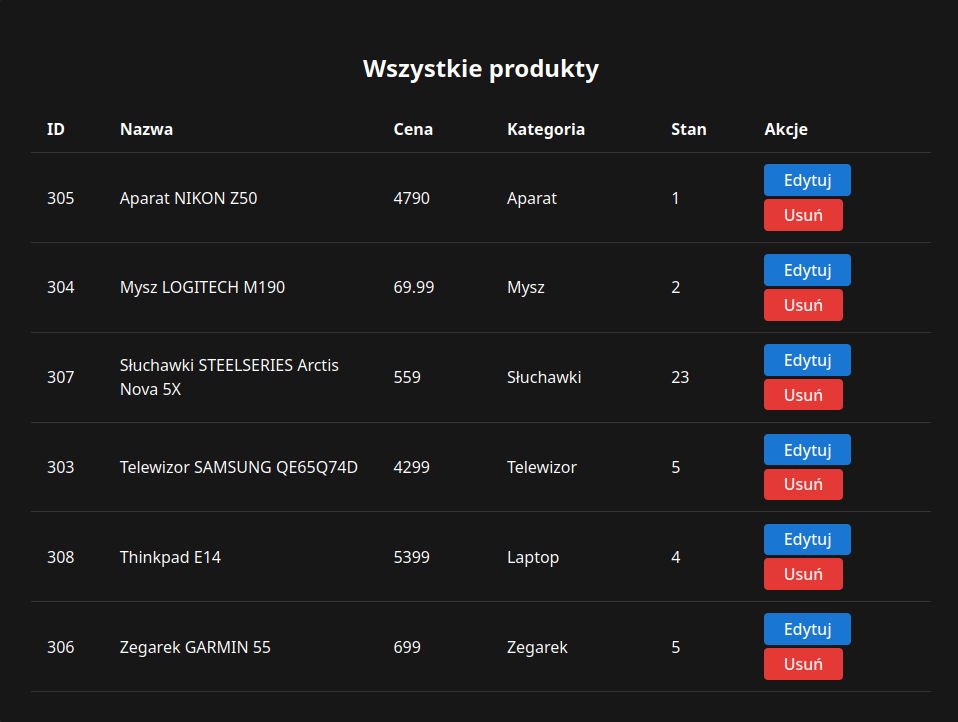 Wszystkie produkty
ID Nazwa Cena Kategoria Stan Akcje
305 Aparat NIKON Z50 4790 Aparat 1 Edytuj
Usuń
304 Mysz LOGITECH M190 69.99 Mysz 2 Edytuj
Usuń
307 Słuchawki STEELSERIES Arctis
Nova 5X 559 Słuchawki 23 Edytuj
Usuń
303 Telewizor SAMSUNG QE65Q74D 4299 Telewizor 5 Edytuj
Usuń
308 Thinkpad E14 5399 Laptop 4 Edytuj
Usuń
306 Zegarek GARMIN 55 699 Zegarek 5 Edytuj
Usuń